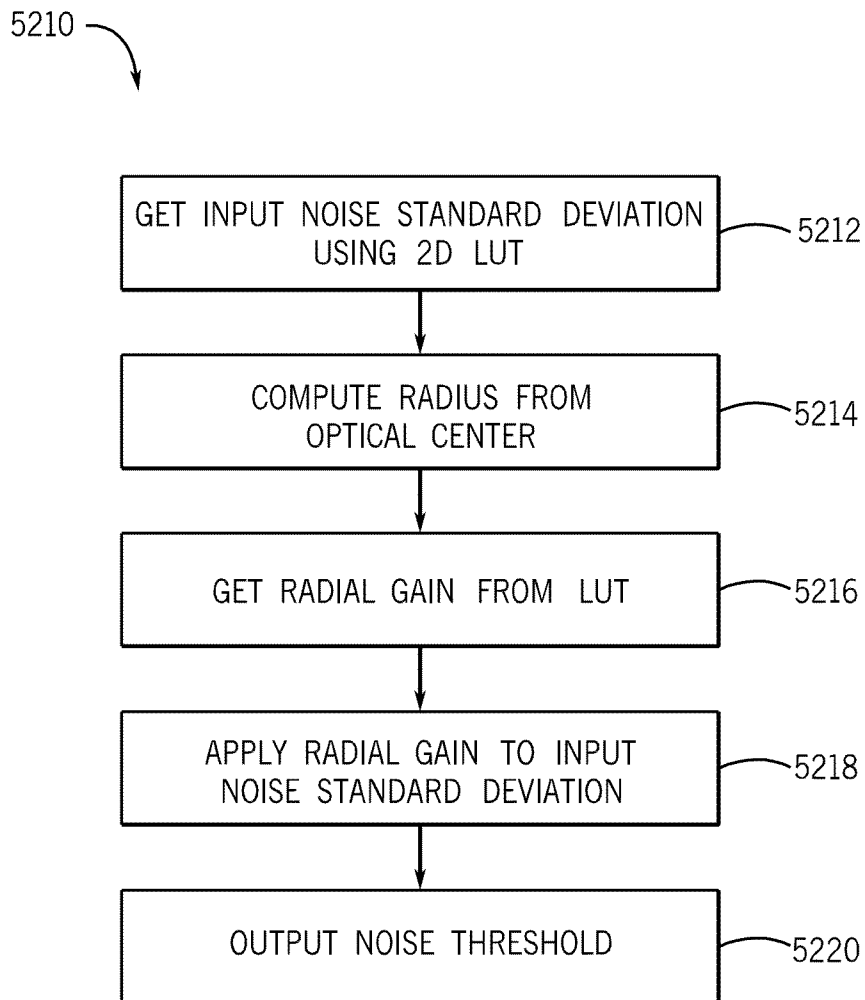 5210
GET INPUT NOISE STANDARD DEVIATION
USING 2D LUT
5212
COMPUTE RADIUS FROM
OPTICAL CENTER
5214
GET RADIAL GAIN FROM LUT
5216
APPLY RADIAL GAIN TO INPUT
NOISE STANDARD DEVIATION
5218
OUTPUT NOISE THRESHOLD
5220